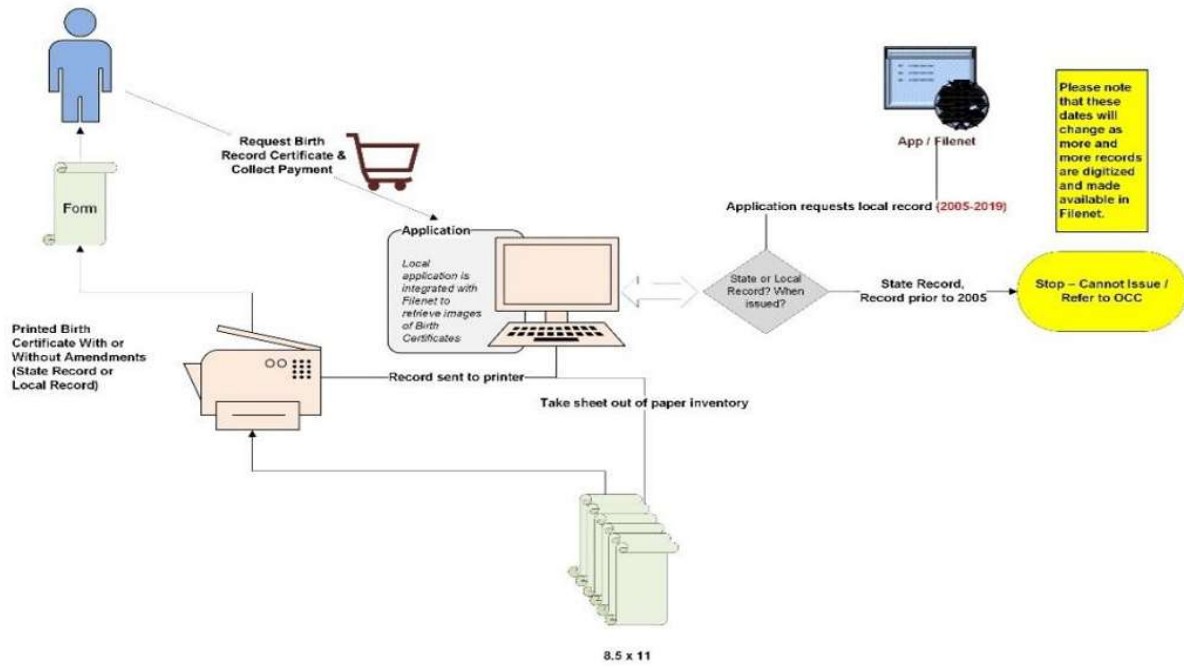 Request Birth
Record Certificate &
Collect Payment
App / Filenet
Please note
that these
dates will
change as
more and
more records
are digitized
and made
available in
Filenet.
Form
Application requests local record (2005-2019)
Application
Local
application is
integrated with
Filenet to
retrieve images
of Birth
Certificates
State or Local
Record? When
issued?
State Record,
Record prior to 2005
Stop – Cannot Issue /
Refer to OCC
Printed Birth
Certificate With or
Without Amendments
(State Record or
Local Record)
Record sent to printer
Take sheet out of paper inventory
8.5 x 11